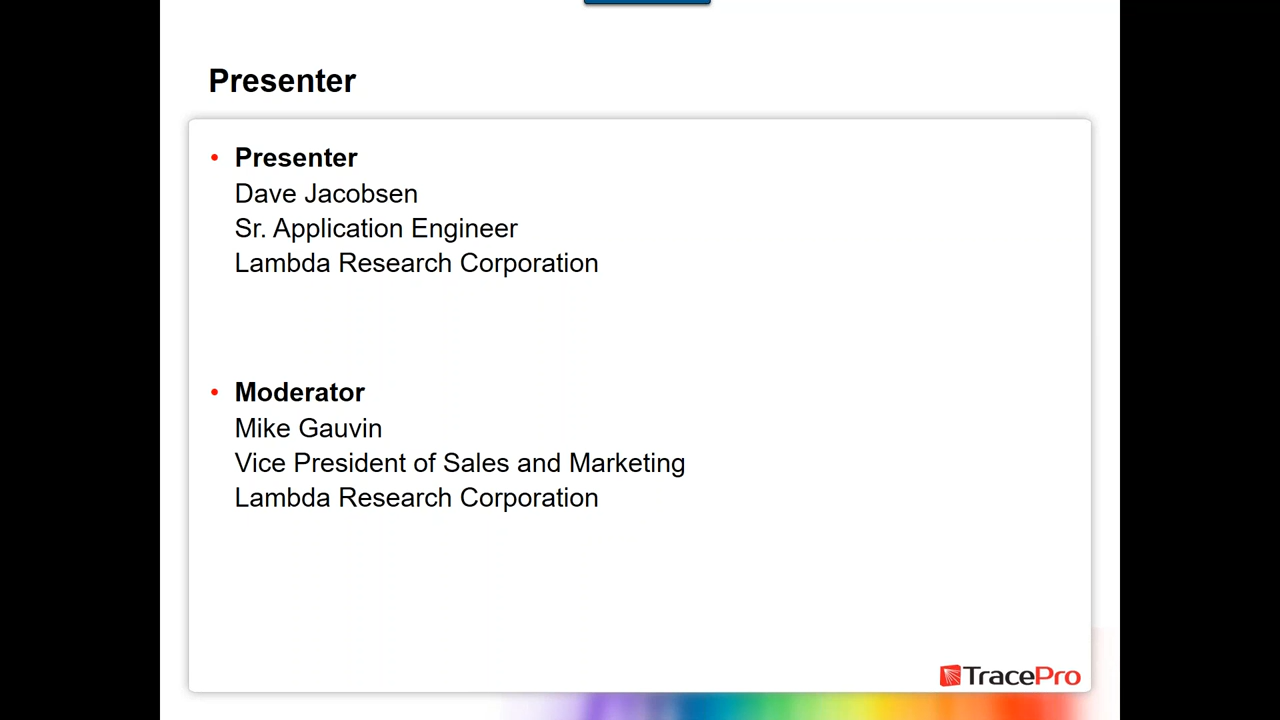 Presenter
• Presenter
Dave Jacobsen
Sr. Application Engineer
Lambda Research Corporation
• Moderator
Mike Gauvin
Vice President of Sales and Marketing
Lambda Research Corporation
TracePro